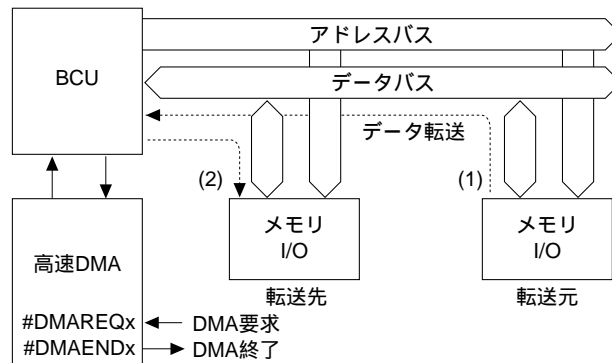 アドレスバス
BCU
データバス
データ転送
(2)
(1)
メモリ
I/O
メモリ
I/O
高速DMA
転送先
転送元
#DMAREQx
DMA要求
#DMAENDx
DMA終了